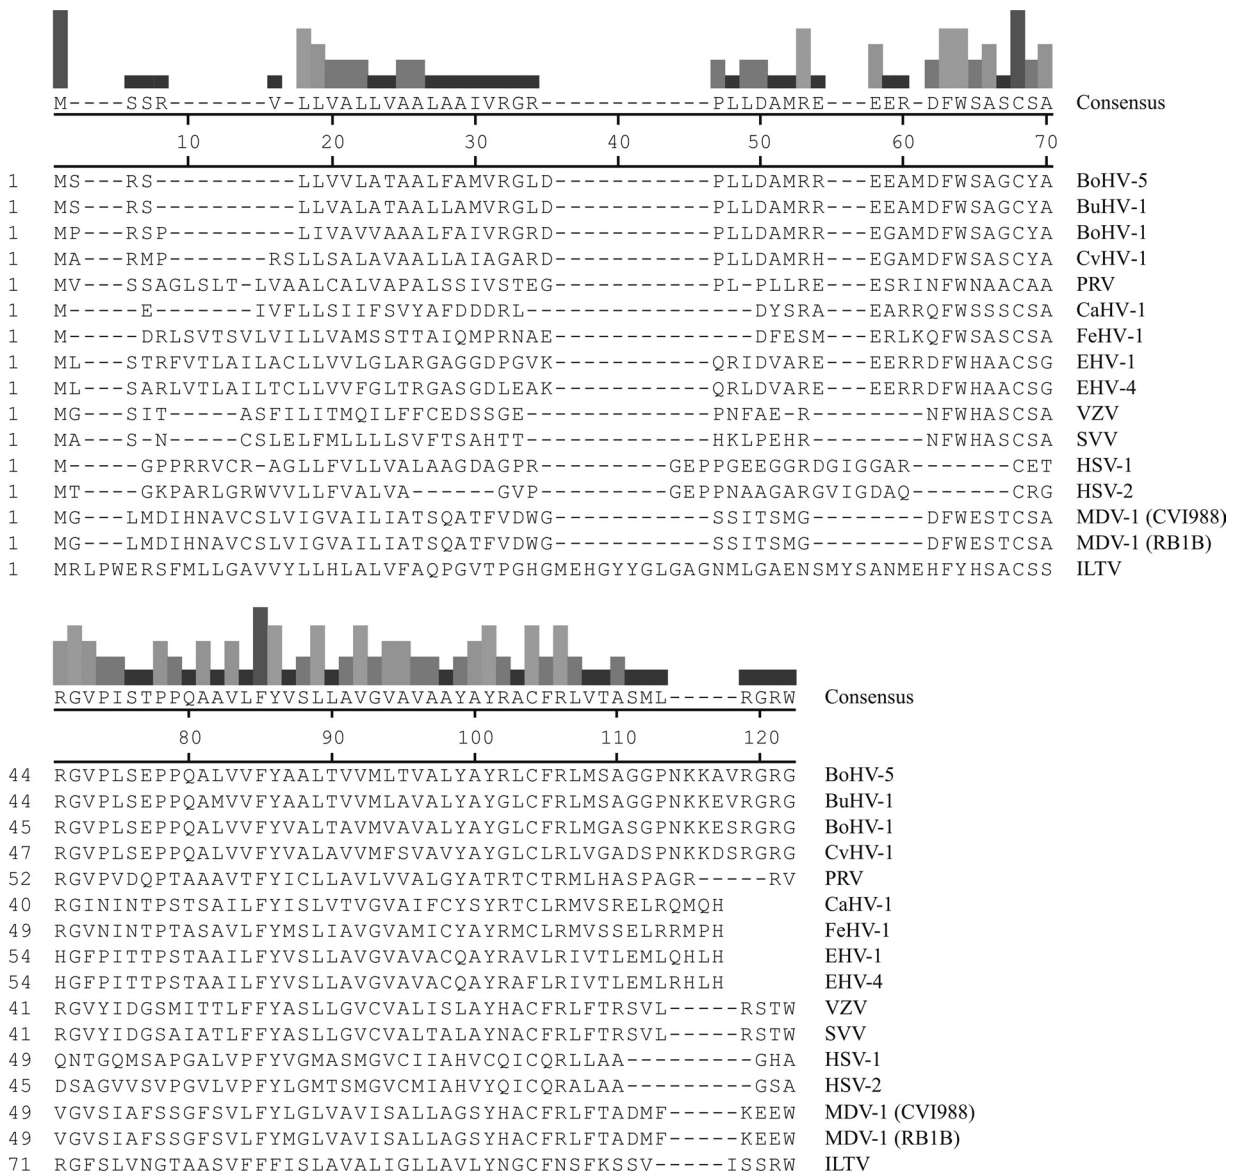 M----SSR-------V-LLVALLVAALAAIVRGR------------PLLDAMRE---EER-DFWSASCSA Consensus
10 20 30 40 50 60 70
1 MS---RS----------LLVVLATAALFAMVRGLD-----------PLLDAMRR---EEAMDFWSAGCYA BoHV-5
1 MS---RS----------LLVALATAALLAMVRGLD-----------PLLDAMRR---EEAMDFWSAGCYA BuHV-1
1 MP---RSP---------LIVAVVAAALFAIVRGRD-----------PLLDAMRR---EGAMDFWSAGCYA BoHV-1
1 MA---RMP-------RSLLSALAVAALLAIAGARD-----------PLLDAMRH---EGAMDFWSASCYA CvHV-1
1 MV---SSAGLSLT-LVAALCALVAPALSSIVSTEG-----------PL-PLLRE---ESRINFWNAACAA PRV
1 M-----E-------IVFLLSIIFSVYAFDDDRL----------------DYSRA---EARRQFWSSSCSA CaHV-1
1 M-----DRLSVTSVLVILLVAMSSTTAIQMPRNAE--------------DFESM---ERLKQFWSASCSA FeHV-1
1 ML---STRFVTLAILACLLVVLGLARGAGGDPGVK-----------QRIDVARE---EERRDFWHAACSG EHV-1
1 ML---SARLVTLAILTCLLVVFGLTRGASGDLEAK-----------QRLDVARE---EERRDFWHAACSG EHV-4
1 MG---SIT-----ASFILITMQILFFCEDSSGE-------------PNFAE-R--------NFWHASCSA VZV
1 MA---S-N-----CSLELFMLLLLSVFTSAHTT-------------HKLPEHR--------NFWHASCSA SVV
1 M-----GPPRRVCR-AGLLFVLLVALAAGDAGPR---------GEPPGEEGGRDGIGGAR-------CET HSV-1
1 MT----GKPARLGRWVVLLFVALVA------GVP---------GEPPNAAGARGVIGDAQ-------CRG HSV-2
1 MG---LMDIHNAVCSLVIGVAILIATSQATFVDWG-----------SSITSMG--------DFWESTCSA MDV-1 (CVI988)
1 MG---LMDIHNAVCSLVIGVAILIATSQATFVDWG-----------SSITSMG--------DFWESTCSA MDV-1 (RB1B)
1 MRLPWERSFMLLGAVVYLLHLALVFAQPGVTPGHGMEHGYYGLGAGNMLGAENSMYSANMEHFYHSACSS ILTV
RGVPISTPPQAAVLFYVSLLAVGVAVAAYAYRACFRLVTASML-----RGRW Consensus
80 90 100 110 120
44 RGVPLSEPPQALVVFYAALTVVMLTVALYAYRLCFRLMSAGGPNKKAVRGRG BoHV-5
44 RGVPLSEPPQAMVVFYAALTVVMLAVALYAYGLCFRLMSAGGPNKKEVRGRG BuHV-1
45 RGVPLSEPPQALVVFYVALTAVMVAVALYAYGLCFRLMGASGPNKKESRGRG BoHV-1
47 RGVPLSEPPQALVVFYVALAVVMFSVAVYAYGLCLRLVGADSPNKKDSRGRG CvHV-1
52 RGVPVDQPTAAAVTFYICLLAVLVVALGYATRTCTRMLHASPAGR-----RV PRV
40 RGININTPSTSAILFYISLVTVGVAIFCYSYRTCLRMVSRELRQMQH CaHV-1
49 RGVNINTPTASAVLFYMSLIAVGVAMICYAYRMCLRMVSSELRRMPH FeHV-1
54 HGFPITTPSTAAILFYVSLLAVGVAVACQAYRAVLRIVTLEMLQHLH EHV-1
54 HGFPITTPSTAAILFYVSLLAVGVAVACQAYRAFLRIVTLEMLRHLH EHV-4
41 RGVYIDGSMITTLFFYASLLGVCVALISLAYHACFRLFTRSVL-----RSTW VZV
41 RGVYIDGSAIATLFFYASLLGVCVALTALAYNACFRLFTRSVL-----RSTW SVV
49 QNTGQMSAPGALVPFYVGMASMGVCIIAHVCQICQRLLAA---------GHA HSV-1
45 DSAGVVSVPGVLVPFYLGMTSMGVCMIAHVYQICQRALAA---------GSA HSV-2
49 VGVSIAFSSGFSVLFYLGLVAVISALLAGSYHACFRLFTADMF-----KEEW MDV-1 (CVI988)
49 VGVSIAFSSGFSVLFYMGLVAVISALLAGSYHACFRLFTADMF-----KEEW MDV-1 (RB1B)
71 RGFSLVNGTAASVFFFISLAVALIGLLAVLYNGCFNSFKSSV-----ISSRW ILTV